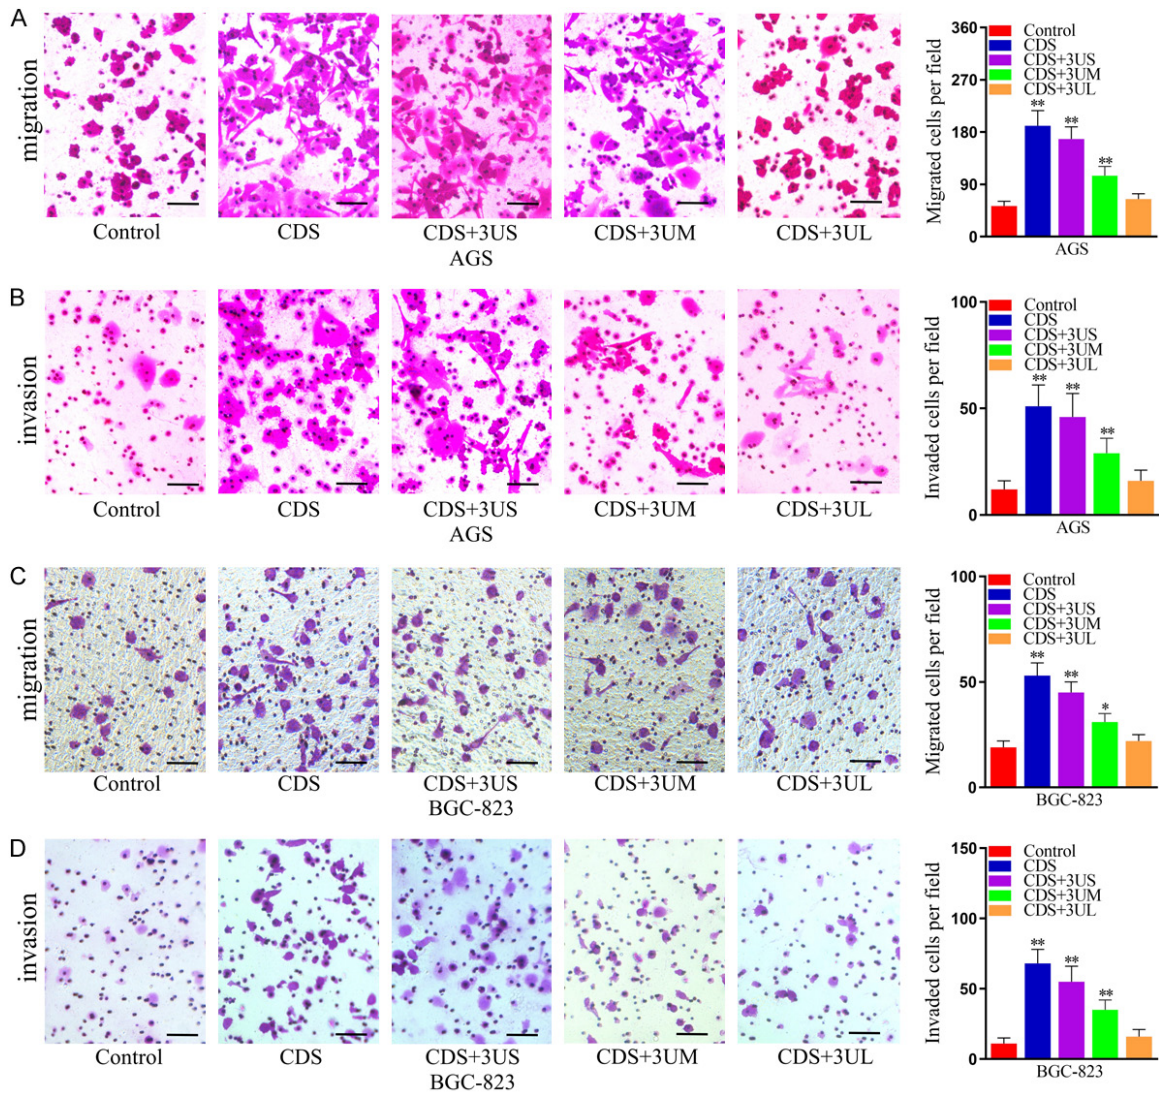 A
migration
Control
CDS
CDS+3US
CDS+3UM
CDS+3UL
AGS
Migrated cells per field
360
270
180
90
0
Control
CDS
CDS+3US
CDS+3UM
CDS+3UL
**
**
**
AGS
B
invasion
Control
CDS
CDS+3US
CDS+3UM
CDS+3UL
AGS
Invaded cells per field
100
50
0
Control
CDS
CDS+3US
CDS+3UM
CDS+3UL
**
**
**
AGS
C
migration
Control
CDS
CDS+3US
CDS+3UM
CDS+3UL
BGC-823
Migrated cells per field
100
50
0
Control
CDS
CDS+3US
CDS+3UM
CDS+3UL
**
**
*
BGC-823
D
invasion
Control
CDS
CDS+3US
CDS+3UM
CDS+3UL
BGC-823
Invaded cells per field
150
100
50
0
Control
CDS
CDS+3US
CDS+3UM
CDS+3UL
**
**
**
BGC-823